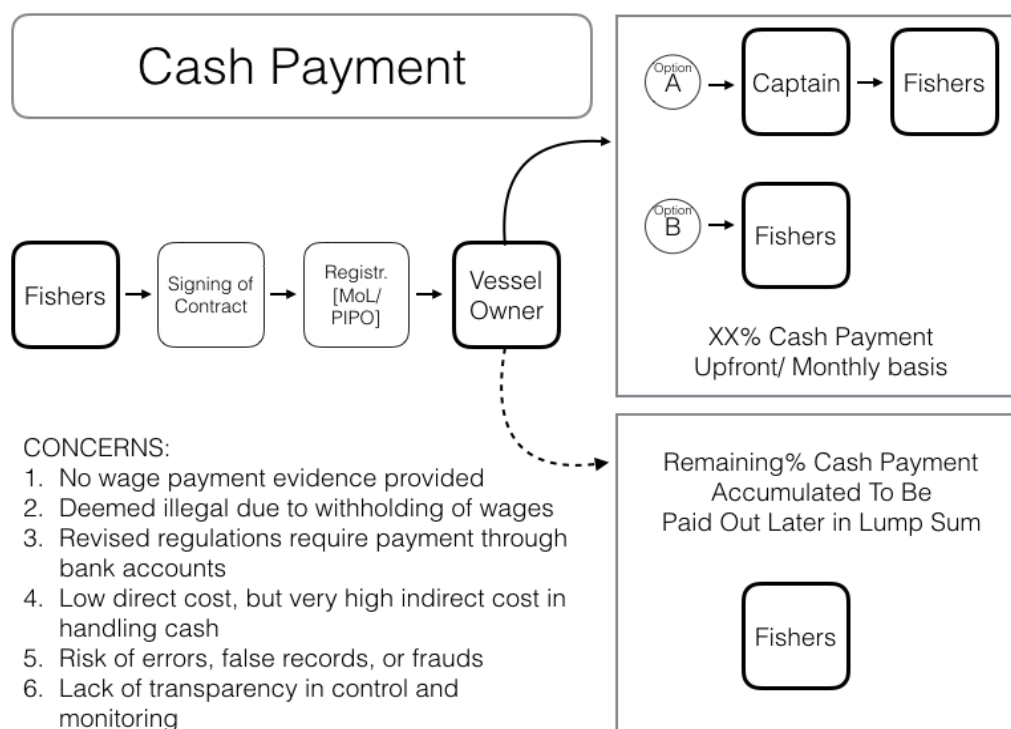 Cash Payment
Option
A
Captain
Fishers
Option
B
Fishers
XX% Cash Payment
Upfront/ Monthly basis
Fishers
Signing of
Contract
Registr.
[MoL/
PIPO]
Vessel
Owner
CONCERNS:
1. No wage payment evidence provided
2. Deemed illegal due to withholding of wages
3. Revised regulations require payment through
bank accounts
4. Low direct cost, but very high indirect cost in
handling cash
5. Risk of errors, false records, or frauds
6. Lack of transparency in control and
monitoring
Remaining% Cash Payment
Accumulated To Be
Paid Out Later in Lump Sum
Fishers